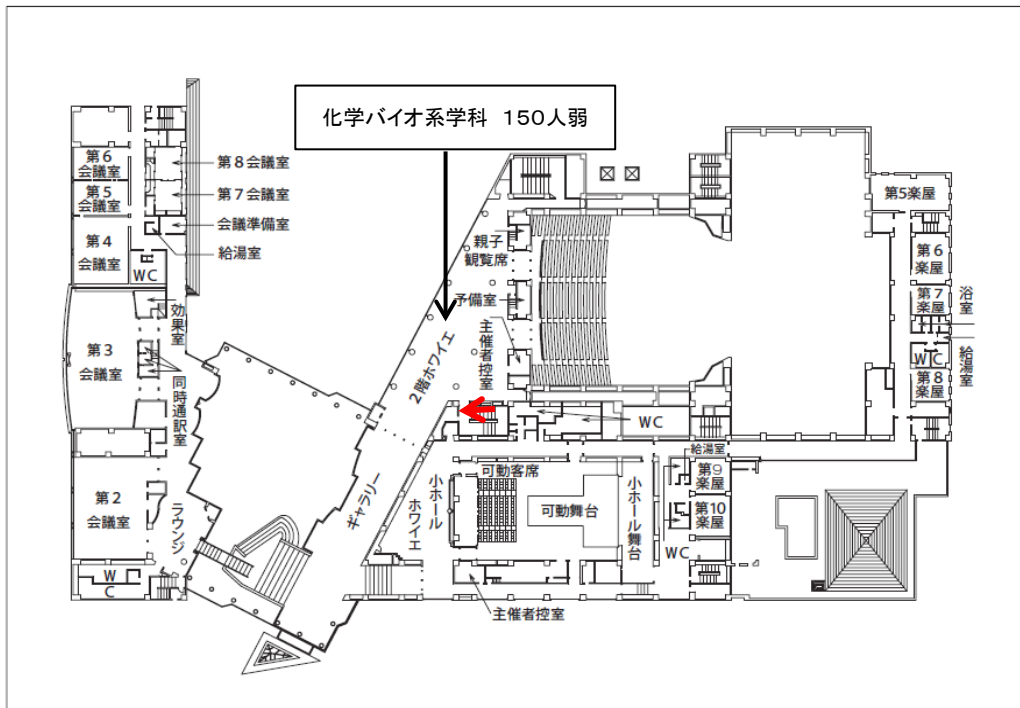 化学バイオ系学科 150人弱
第6
会議室
第5
会議室
第4
会議室
第8会議室
第7会議室
会議準備室
給湯室
WC
効果室
第3
会議室
同時通訳室
第2
会議室
ラウンジ
W
C
ギャラリー
2階ホワイエ
親子
観覧席
予備室
主催者控室
WC
小ホール
ホワイエ
可動客席
可動舞台
小ホール舞台
主催者控室
給湯室
第9
楽屋
第10
楽屋
WC
第5楽屋
第6
楽屋
第7
楽屋
浴室
WC
給湯室
第8
楽屋